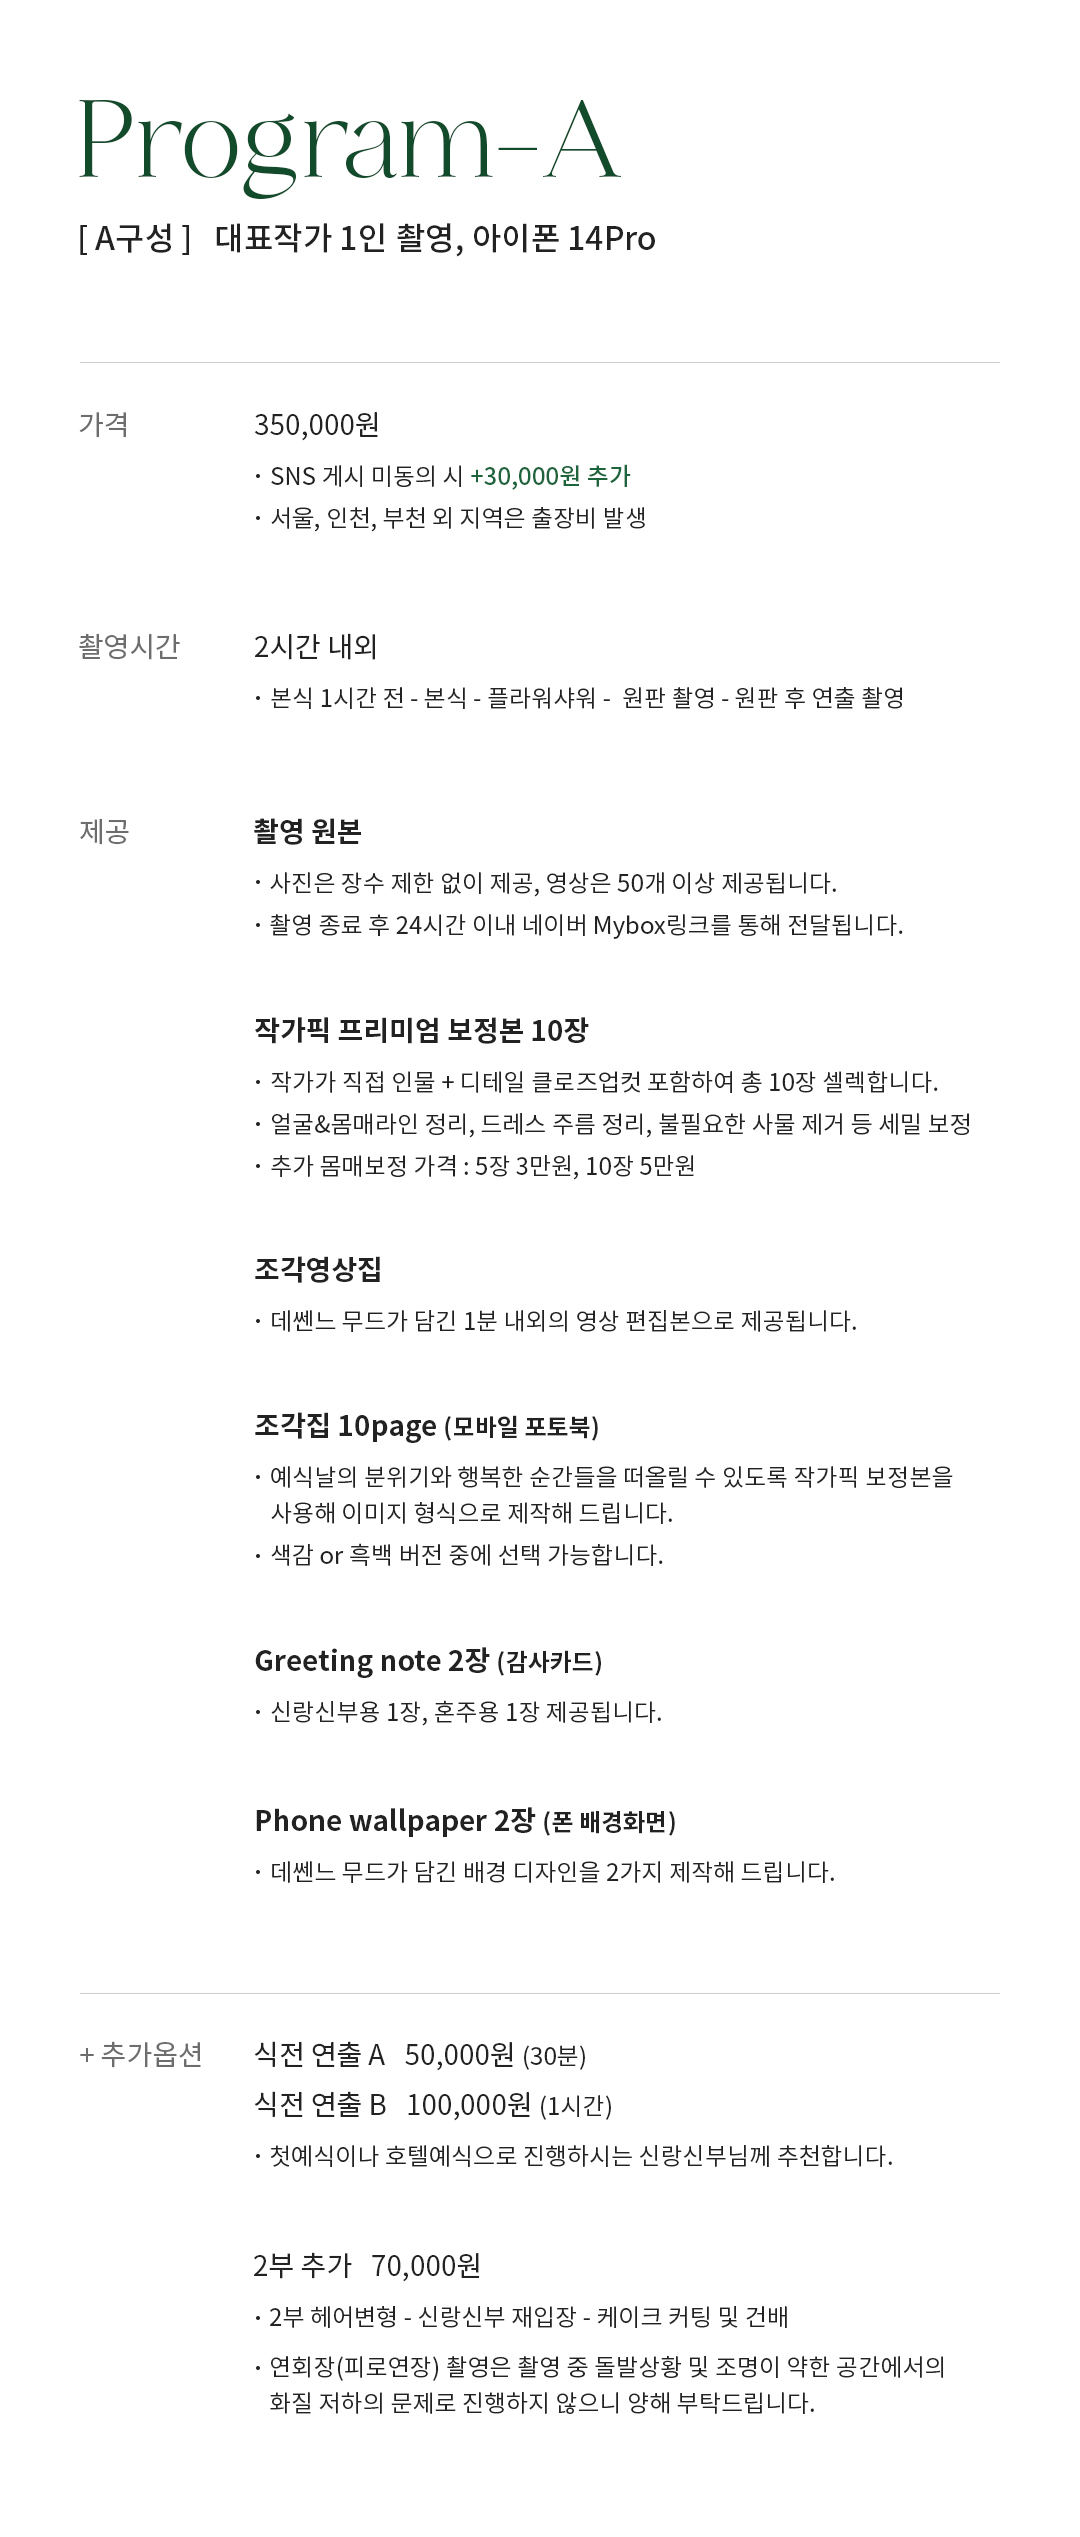 Program-A
[ A구성 ] 대표작가 1인 촬영, 아이폰 14Pro
가격 350,000원
· SNS 게시 미동의 시 +30,000원 추가
· 서울, 인천, 부천 외 지역은 출장비 발생
촬영시간 2시간 내외
· 본식 1시간 전 - 본식 - 플라워샤워 - 원판 촬영 - 원판 후 연출 촬영
제공 촬영 원본
· 사진은 장수 제한 없이 제공, 영상은 50개 이상 제공됩니다.
· 촬영 종료 후 24시간 이내 네이버 Mybox링크를 통해 전달됩니다.
작가픽 프리미엄 보정본 10장
· 작가가 직접 인물 + 디테일 클로즈업컷 포함하여 총 10장 셀렉합니다.
· 얼굴&몸매라인 정리, 드레스 주름 정리, 불필요한 사물 제거 등 세밀 보정
· 추가 몸매보정 가격 : 5장 3만원, 10장 5만원
조각영상집
· 데쎈느 무드가 담긴 1분 내외의 영상 편집본으로 제공됩니다.
조각집 10page (모바일 포토북)
· 예식날의 분위기와 행복한 순간들을 떠올릴 수 있도록 작가픽 보정본을
사용해 이미지 형식으로 제작해 드립니다.
· 색감 or 흑백 버전 중에 선택 가능합니다.
Greeting note 2장 (감사카드)
· 신랑신부용 1장, 혼주용 1장 제공됩니다.
Phone wallpaper 2장 (폰 배경화면)
· 데쎈느 무드가 담긴 배경 디자인을 2가지 제작해 드립니다.
+ 추가옵션 식전 연출 A 50,000원 (30분)
식전 연출 B 100,000원 (1시간)
· 첫예식이나 호텔예식으로 진행하시는 신랑신부님께 추천합니다.
2부 추가 70,000원
· 2부 헤어변형 - 신랑신부 재입장 - 케이크 커팅 및 건배
· 연회장(피로연장) 촬영은 촬영 중 돌발상황 및 조명이 약한 공간에서의
화질 저하의 문제로 진행하지 않으니 양해 부탁드립니다.